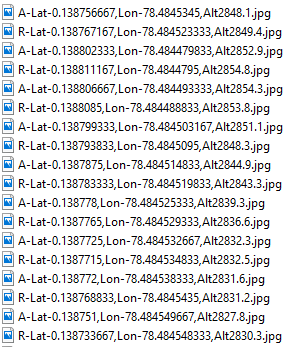 A-Lat-0.138756667,Lon-78.4845345,Alt2848.1.jpg
R-Lat-0.138767167,Lon-78.484523333,Alt2849.4.jpg
A-Lat-0.138802333,Lon-78.484479833,Alt2852.9.jpg
R-Lat-0.138811167,Lon-78.4844795,Alt2854.8.jpg
A-Lat-0.138806667,Lon-78.484493333,Alt2854.3.jpg
R-Lat-0.1388085,Lon-78.484488833,Alt2853.8.jpg
A-Lat-0.138799333,Lon-78.484503167,Alt2851.1.jpg
R-Lat-0.138793833,Lon-78.4845095,Alt2848.3.jpg
A-Lat-0.1387875,Lon-78.484514833,Alt2844.9.jpg
R-Lat-0.138783333,Lon-78.484519833,Alt2843.3.jpg
A-Lat-0.138778,Lon-78.484525333,Alt2839.3.jpg
R-Lat-0.1387765,Lon-78.484529333,Alt2836.6.jpg
A-Lat-0.1387725,Lon-78.484532667,Alt2832.3.jpg
R-Lat-0.1387715,Lon-78.484534833,Alt2832.5.jpg
A-Lat-0.138772,Lon-78.484538333,Alt2831.6.jpg
R-Lat-0.138768833,Lon-78.4845435,Alt2831.2.jpg
A-Lat-0.138751,Lon-78.484549667,Alt2827.8.jpg
R-Lat-0.138733667,Lon-78.484548333,Alt2830.3.jpg